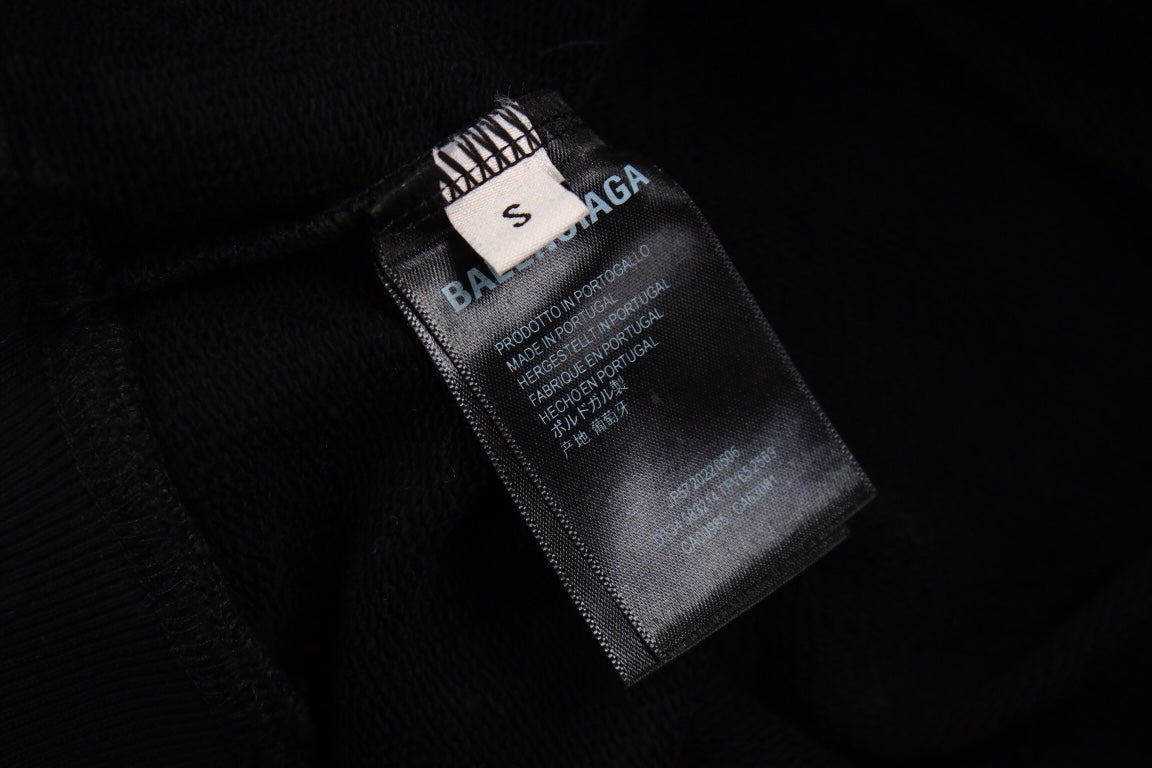 S
BALENCIAGA
PRODOTTO IN PORTOGALLO
MADE IN PORTUGAL
HERGESTELLT IN PORTUGAL
FABRIQUE EN PORTUGAL
HECHO EN PORTUGAL
ポルトガル製
产地 葡萄牙